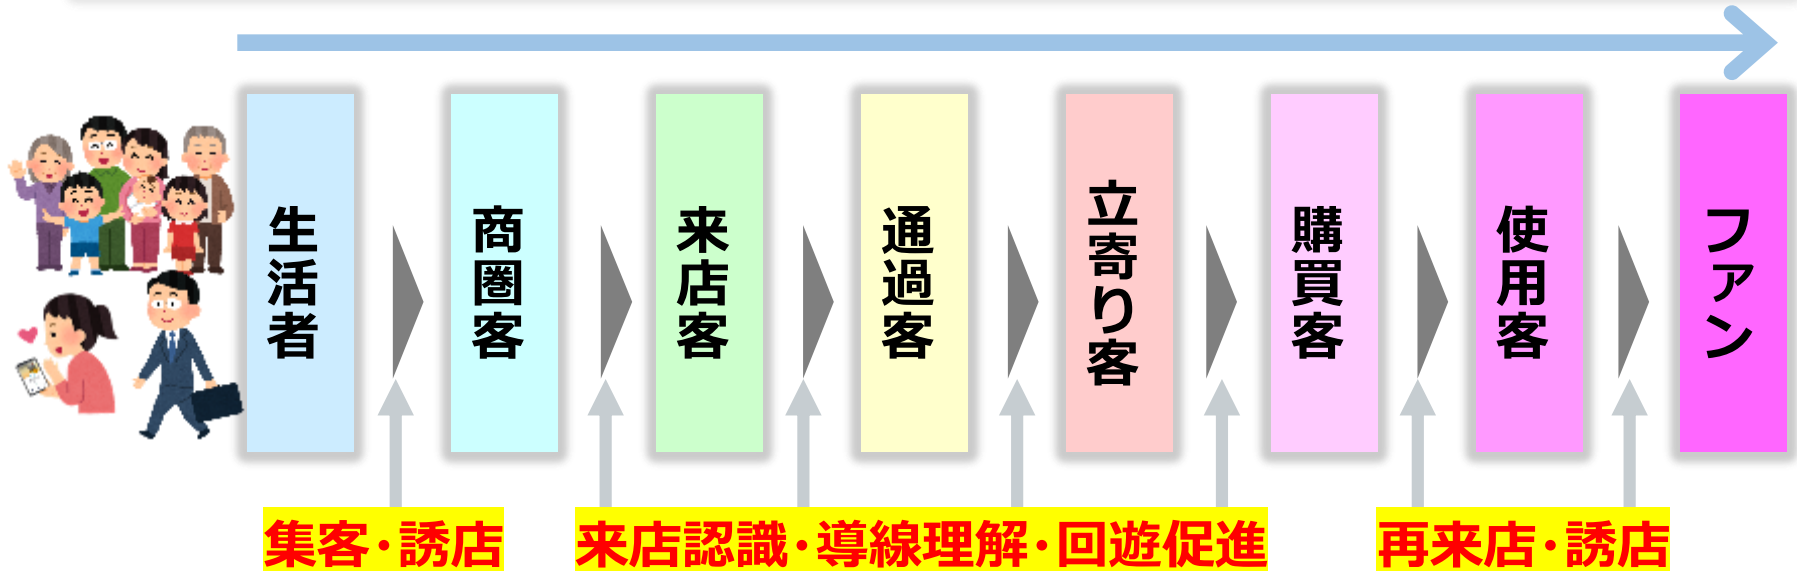 生活者
商圏客
来店客
通過客
立寄り客
購買客
使用客
ファン
集客・誘店
来店認識・導線理解・回遊促進
再来店・誘店